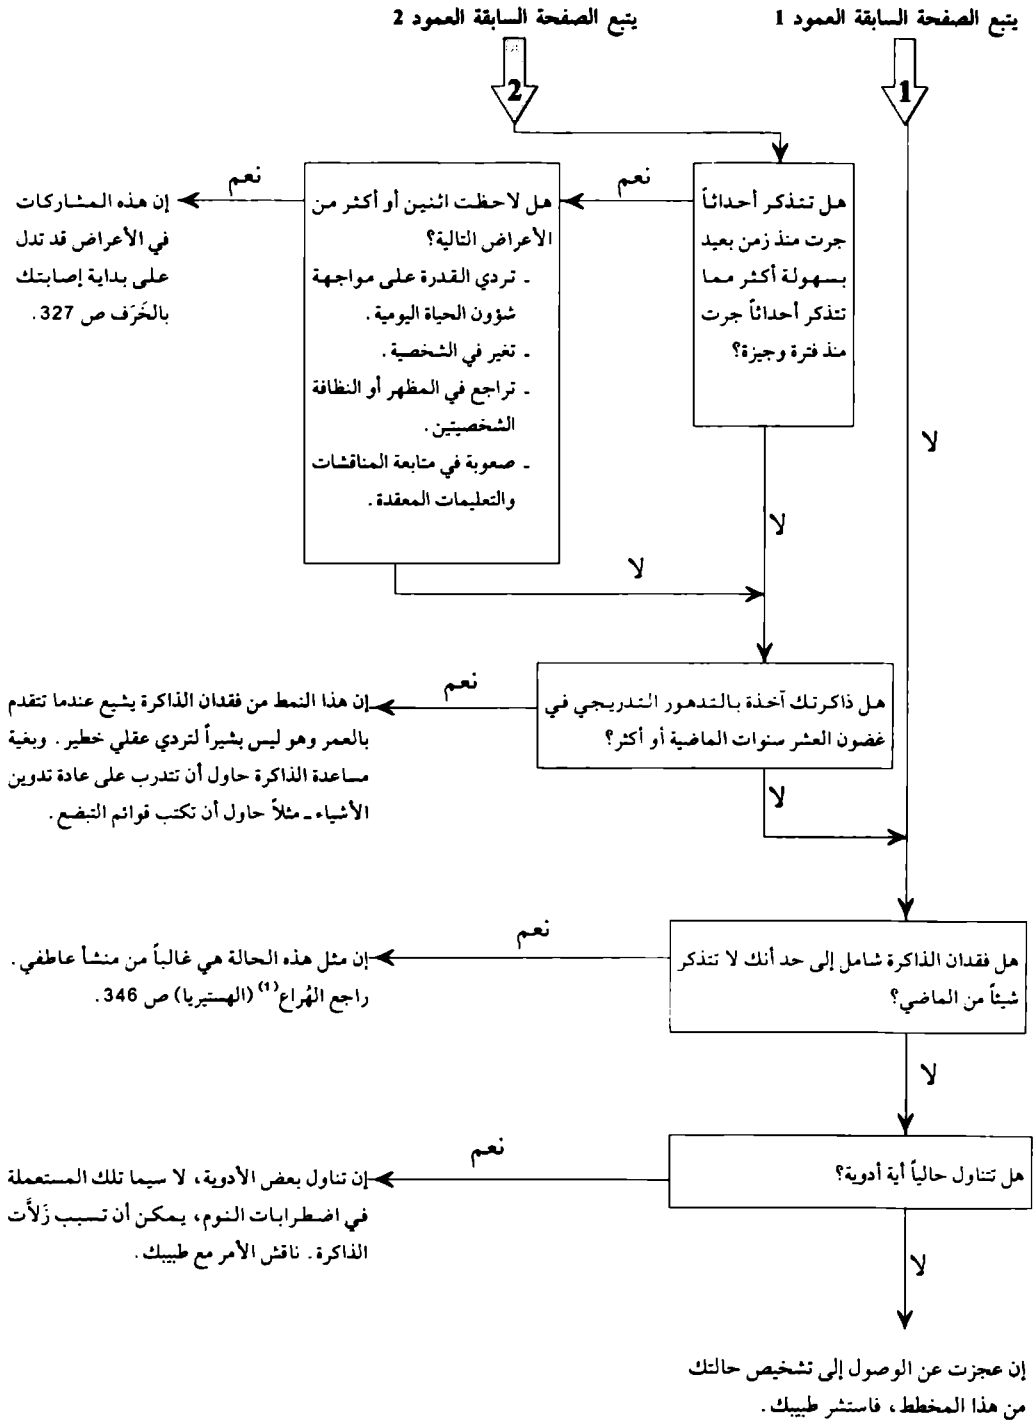 يتبع الصفحة السابقة العمود 1
يتبع الصفحة السابقة العمود 2
1
2
هل تتذكر أحداثاً
جرت منذ زمن بعيد
بسهولة أكثر مما
تتذكر أحداثاً جرت
منذ فترة وجيزة؟
نعم
هل لاحظت اثنين أو أكثر من
الأعراض التالية؟
ـ تردي القدرة على مواجهة
شؤون الحياة اليومية.
ـ تغير في الشخصية.
ـ تراجع في المظهر أو النظافة
الشخصيتين.
ـ صعوبة في متابعة المناقشات
والتعليمات المعقدة.
نعم
إن هذه المشاركات
في الأعراض قد تدل
على بداية إصابتك
بالخَرَف ص 327.
لا
لا
لا
هل ذاكرتك آخذة بالتدهور التدريجي في
غضون العشر سنوات الماضية أو أكثر؟
نعم
إن هذا النمط من فقدان الذاكرة يشيع عندما تتقدم
بالعمر وهو ليس بشيراً لتردي عقلي خطير. وبغية
مساعدة الذاكرة حاول أن تتدرب على عادة تدوين
الأشياء ـ مثلاً حاول أن تكتب قوائم التبضع.
لا
هل فقدان الذاكرة شامل إلى حد أنك لا تتذكر
شيئاً من الماضي؟
نعم
إن مثل هذه الحالة هي غالباً من منشأ عاطفي.
راجع الهُراع(1) (الهستيريا) ص 346.
لا
هل تتناول حالياً أية أدوية؟
نعم
إن تناول بعض الأدوية، لا سيما تلك المستعملة
في اضطرابات النوم، يمكن أن تسبب زَلاَّت
الذاكرة. ناقش الأمر مع طبيبك.
لا
إن عجزت عن الوصول إلى تشخيص حالتك
من هذا المخطط، فاستشر طبيبك.